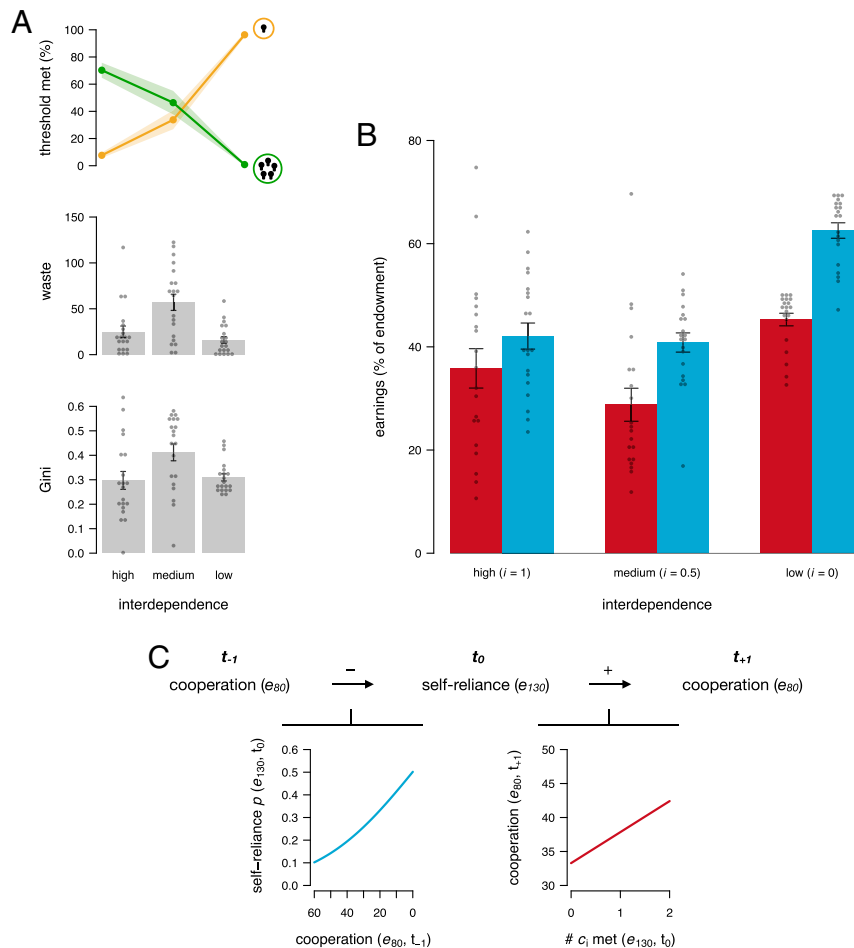 A
threshold met (%)
100
80
60
40
20
0
waste
150
100
50
0
Gini
0.6
0.5
0.4
0.3
0.2
0.1
0.0
high medium low
interdependence
B
earnings (% of endowment)
80
60
40
20
0
high (i = 1) medium (i = 0.5) low (i = 0)
interdependence
C
t-1 t0 t+1
cooperation (e80) − self-reliance (e130) + cooperation (e80)
self−reliance p (e130, t0)
0.6
0.5
0.4
0.3
0.2
0.1
0.0
60 40 20 0
cooperation (e80, t−1)
cooperation (e80, t+1)
50
45
40
35
30
0 1 2
# ci met (e130, t0)